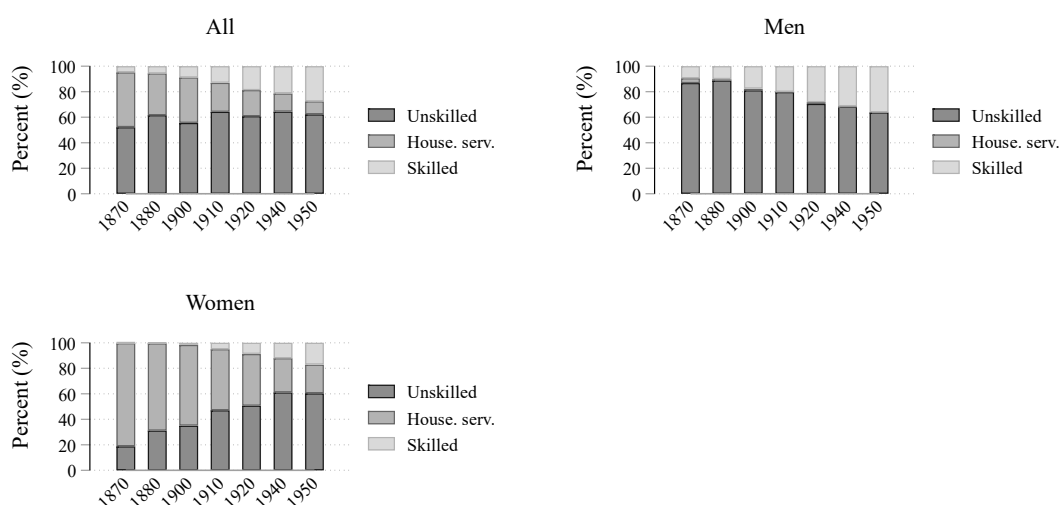 All
Percent (%)
100
80
60
40
20
0
1870
1880
1900
1910
1920
1940
1950
Unskilled
House. serv.
Skilled
Men
Percent (%)
100
80
60
40
20
0
1870
1880
1900
1910
1920
1940
1950
Unskilled
House. serv.
Skilled
Women
Percent (%)
100
80
60
40
20
0
1870
1880
1900
1910
1920
1940
1950
Unskilled
House. serv.
Skilled